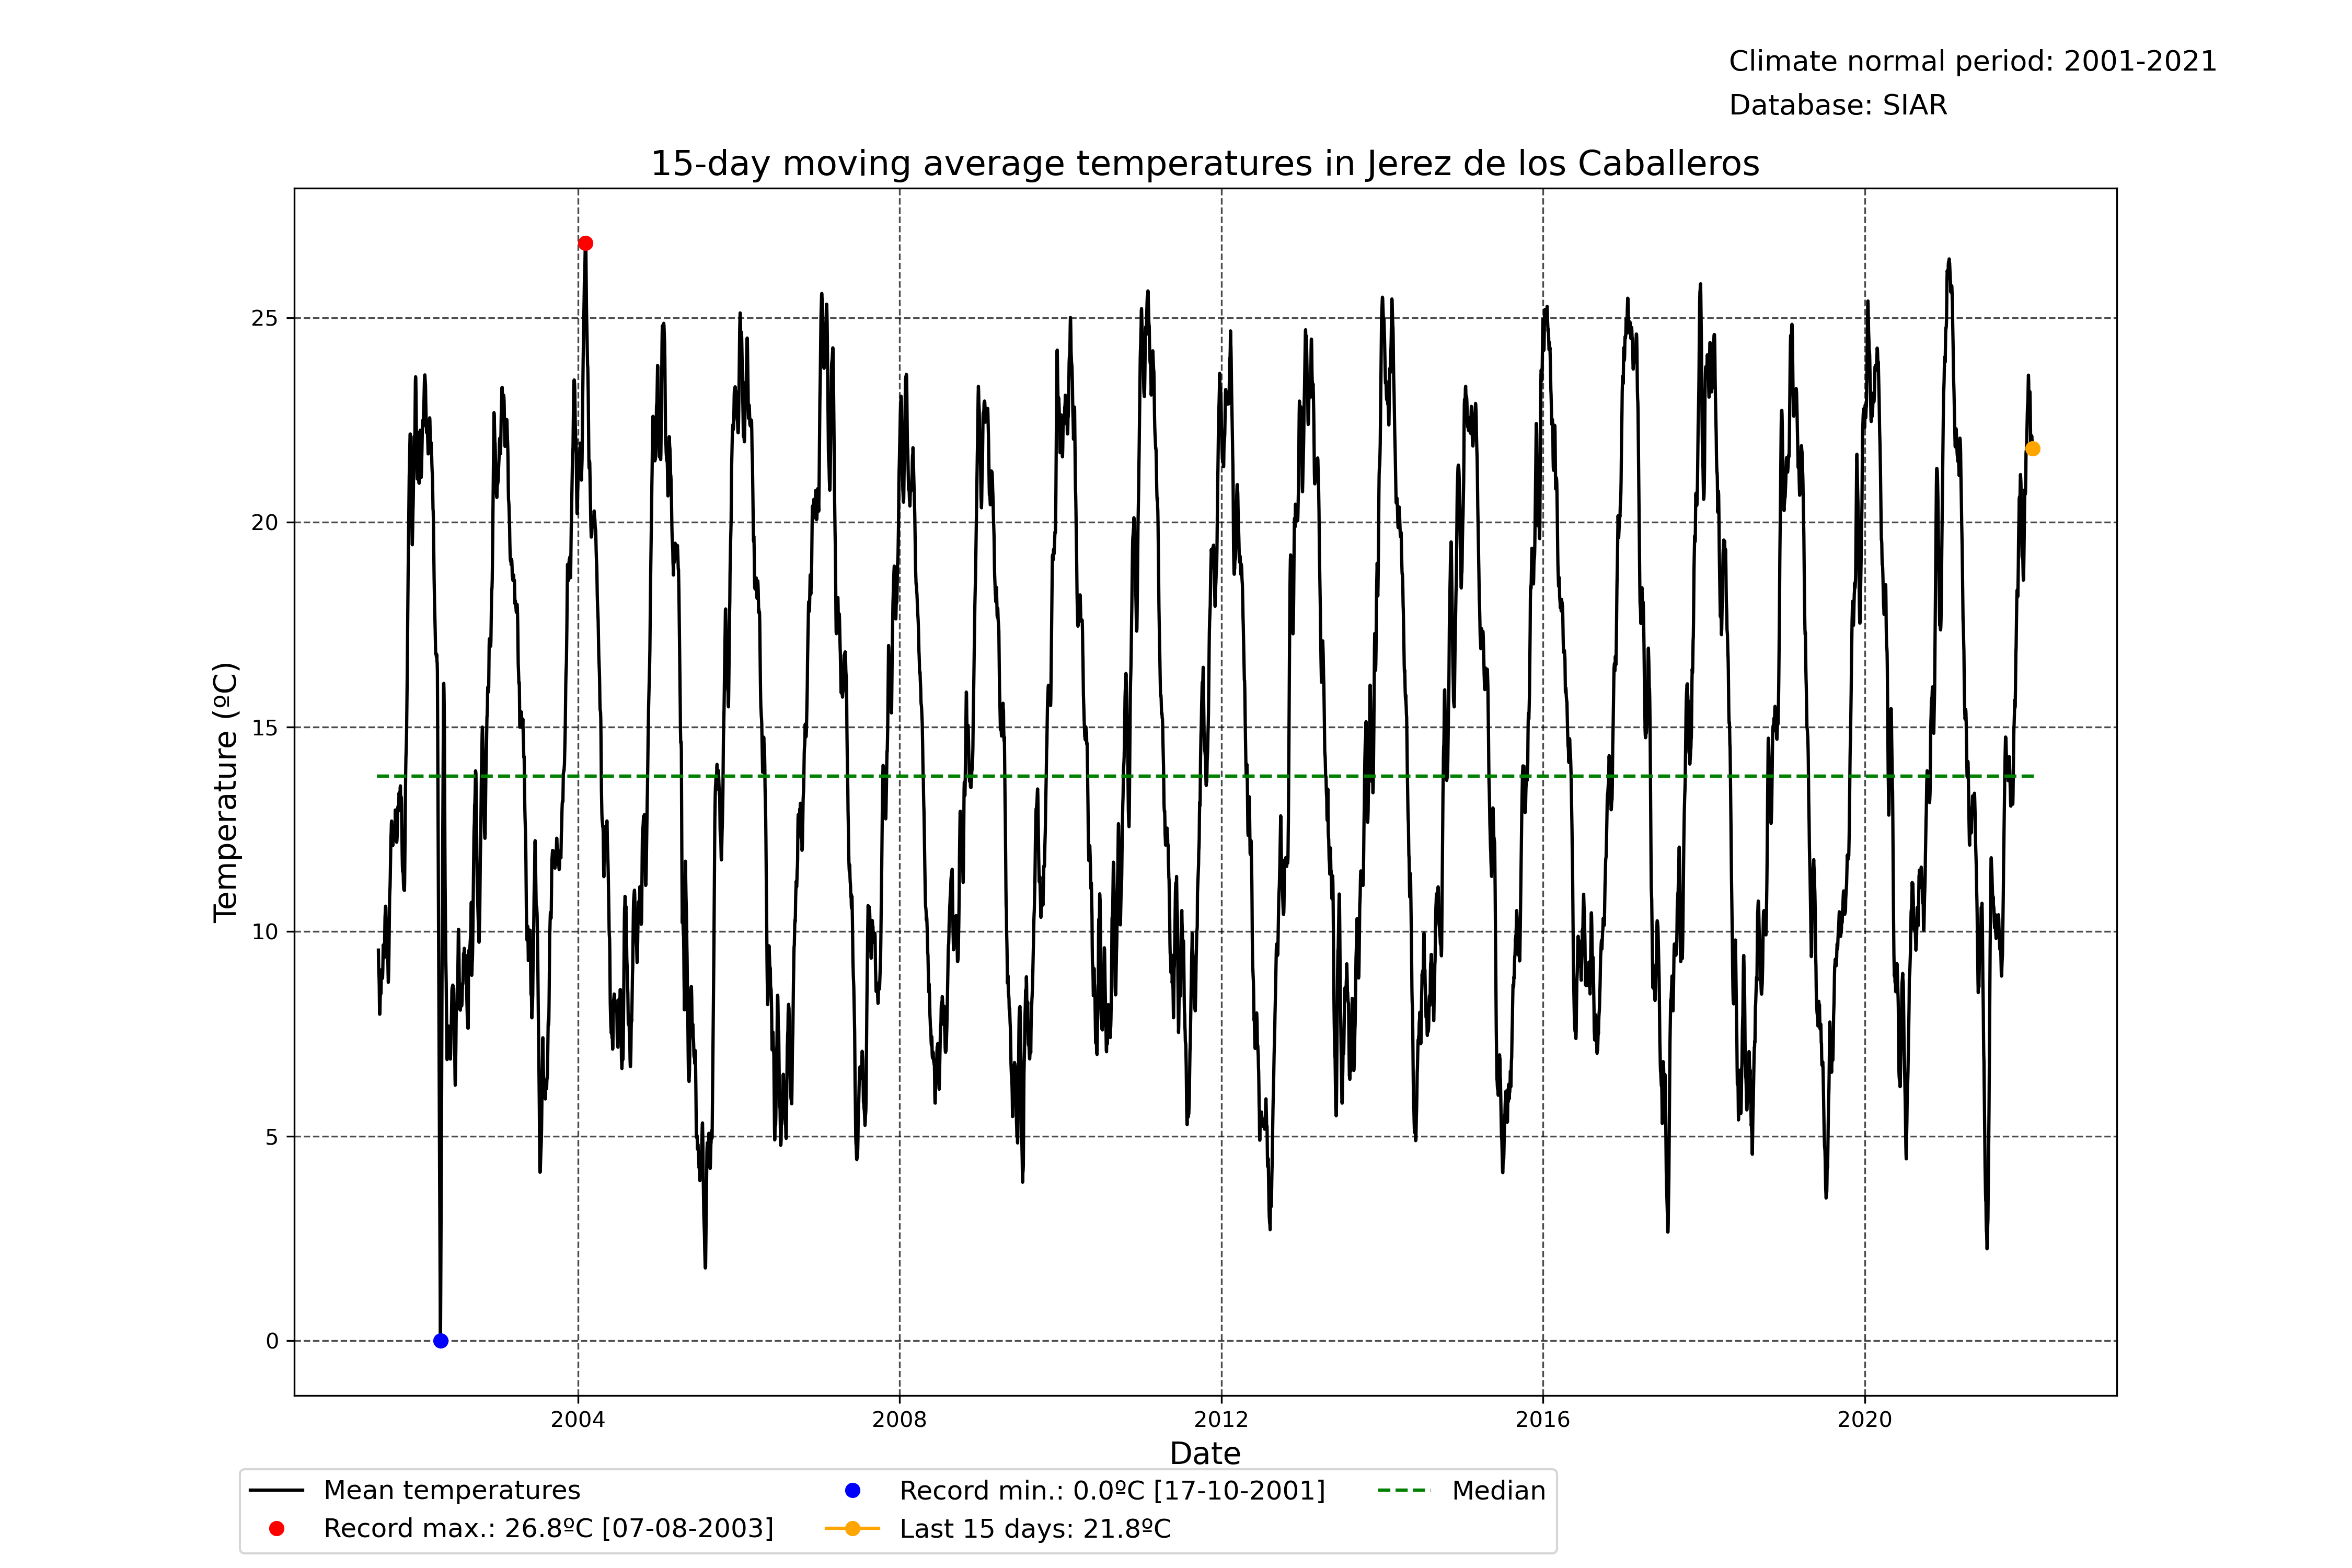 Climate normal period: 2001-2021
Database: SIAR
15-day moving average temperatures in Jerez de los Caballeros
Temperature (ºC)
25
20
15
10
5
0
2004 2008 2012 2016 2020
Date
Mean temperatures
Record max.: 26.8ºC [07-08-2003]
Record min.: 0.0ºC [17-10-2001]
Last 15 days: 21.8ºC
Median